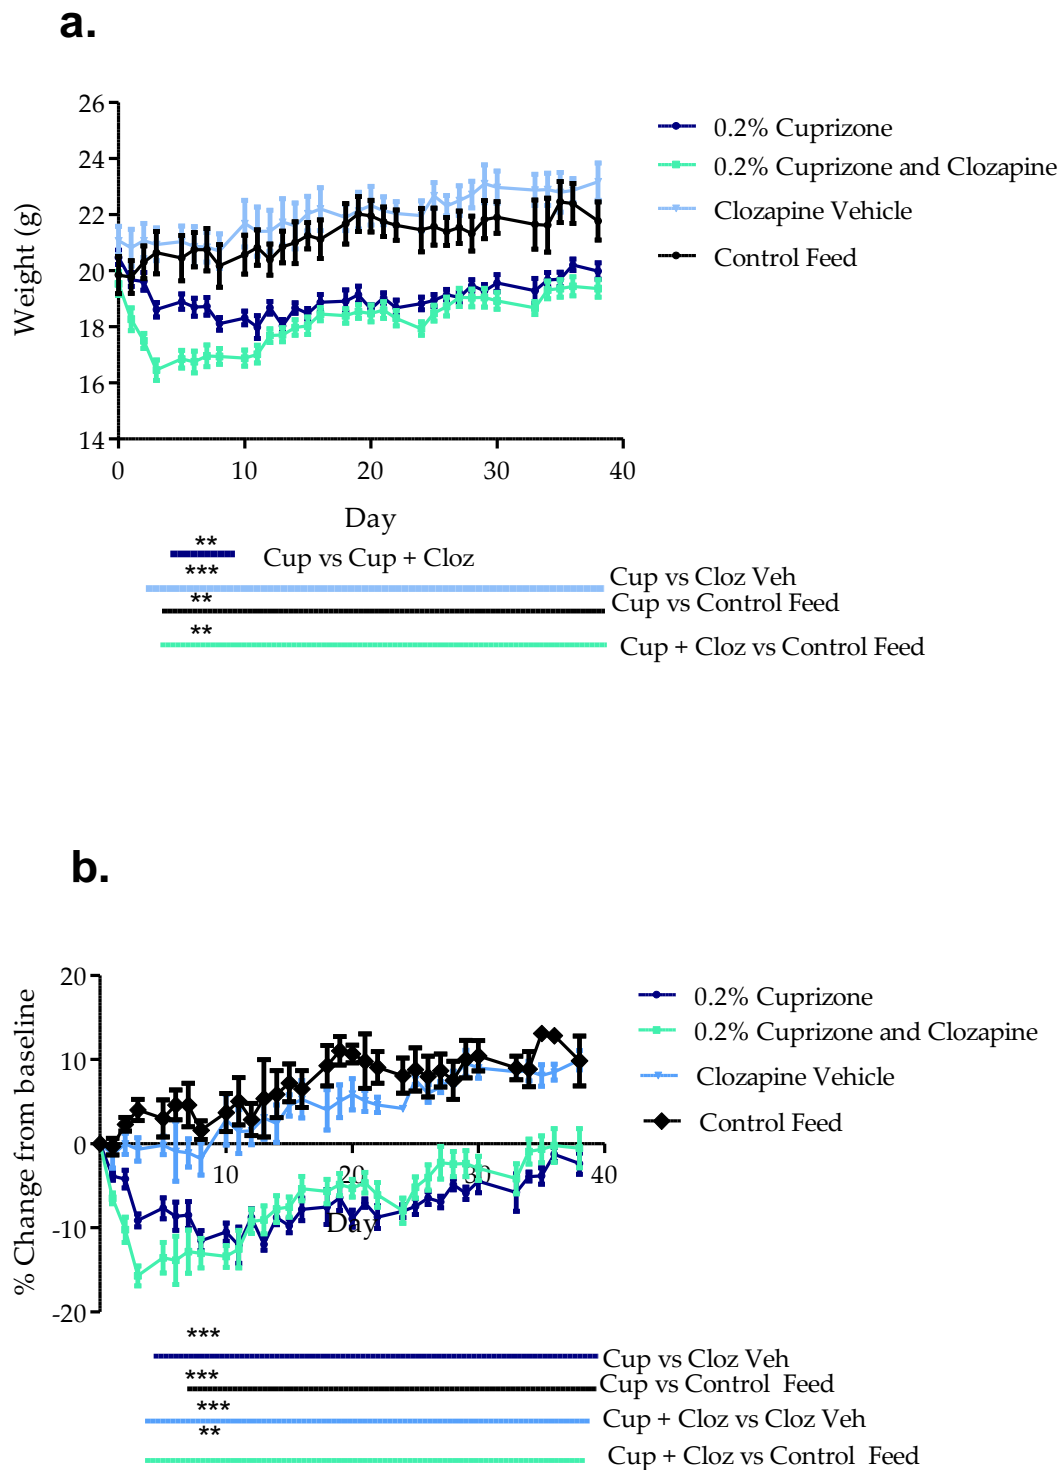 a.
26
24
22
20
18
16
14
0
10
20
30
40
Weight (g)
Day
0.2% Cuprizone
0.2% Cuprizone and Clozapine
Clozapine Vehicle
Control Feed
**
Cup vs Cup + Cloz
***
Cup vs Cloz Veh
**
Cup vs Control Feed
**
Cup + Cloz vs Control Feed
b.
20
10
0
-10
-20
10
20
30
40
% Change from baseline
Day
0.2% Cuprizone
0.2% Cuprizone and Clozapine
Clozapine Vehicle
Control Feed
***
Cup vs Cloz Veh
***
Cup vs Control Feed
***
Cup + Cloz vs Cloz Veh
**
Cup + Cloz vs Control Feed